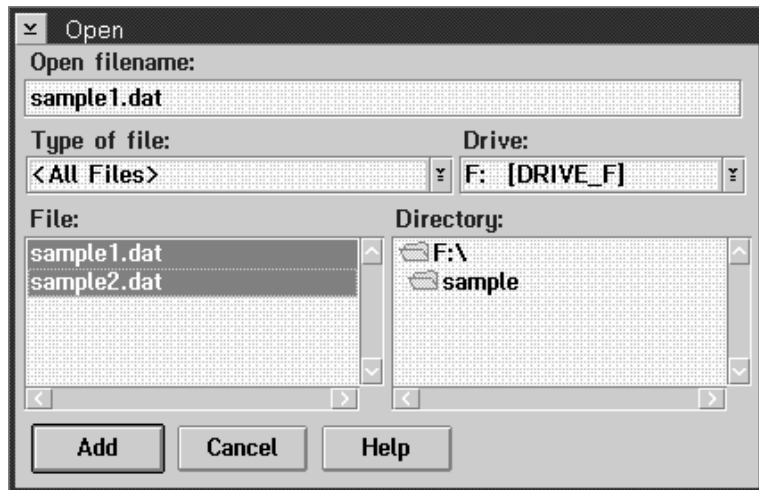 Open
Open filename:
sample1.dat
Type of file: Drive:
<All Files> F: [DRIVE_F]
File: Directory:
sample1.dat F:\
sample2.dat sample
Add Cancel Help